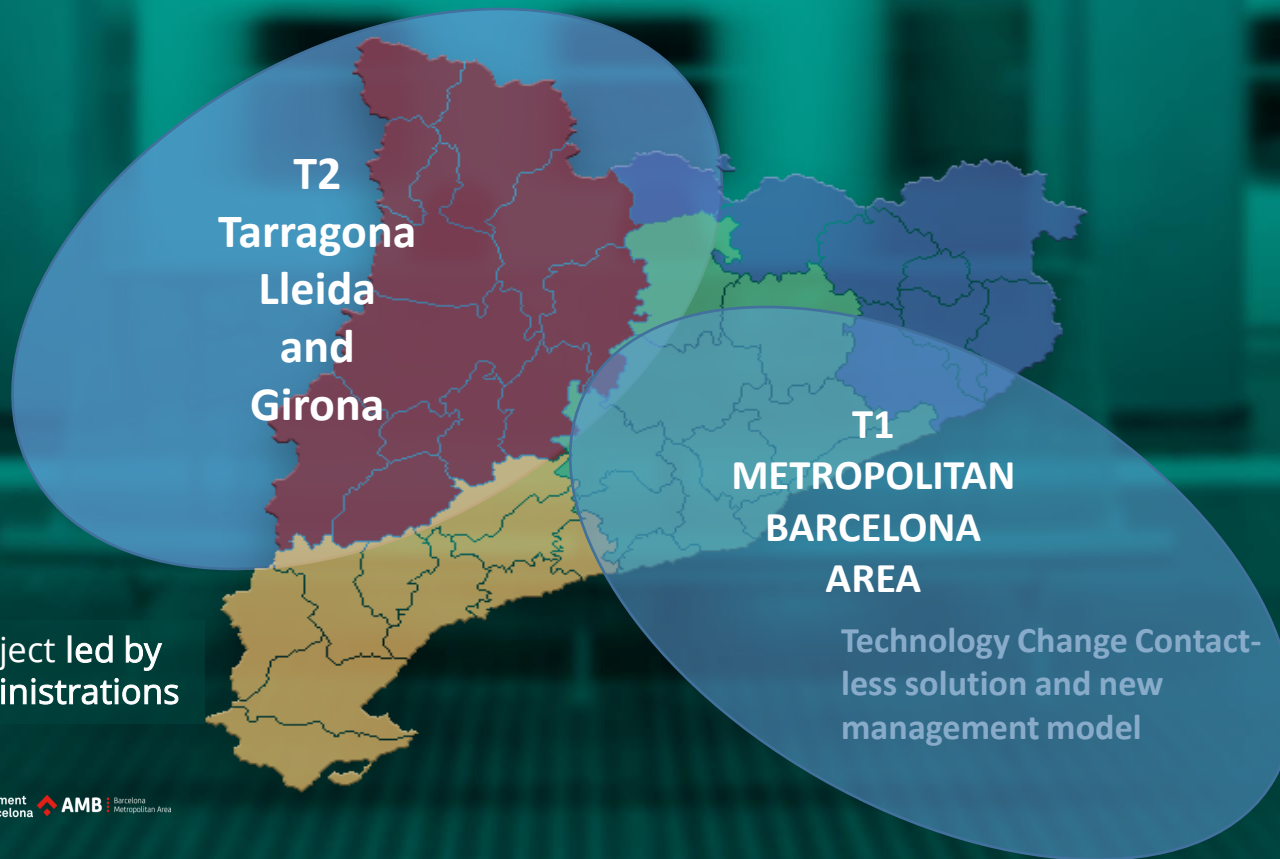 T2
Tarragona
Lleida
and
Girona
T1
METROPOLITAN
BARCELONA
AREA
Technology Change Contact-
less solution and new
management model
ject led by
inistrations
ment
celona
AMB
Barcelona
Metropolitan Area